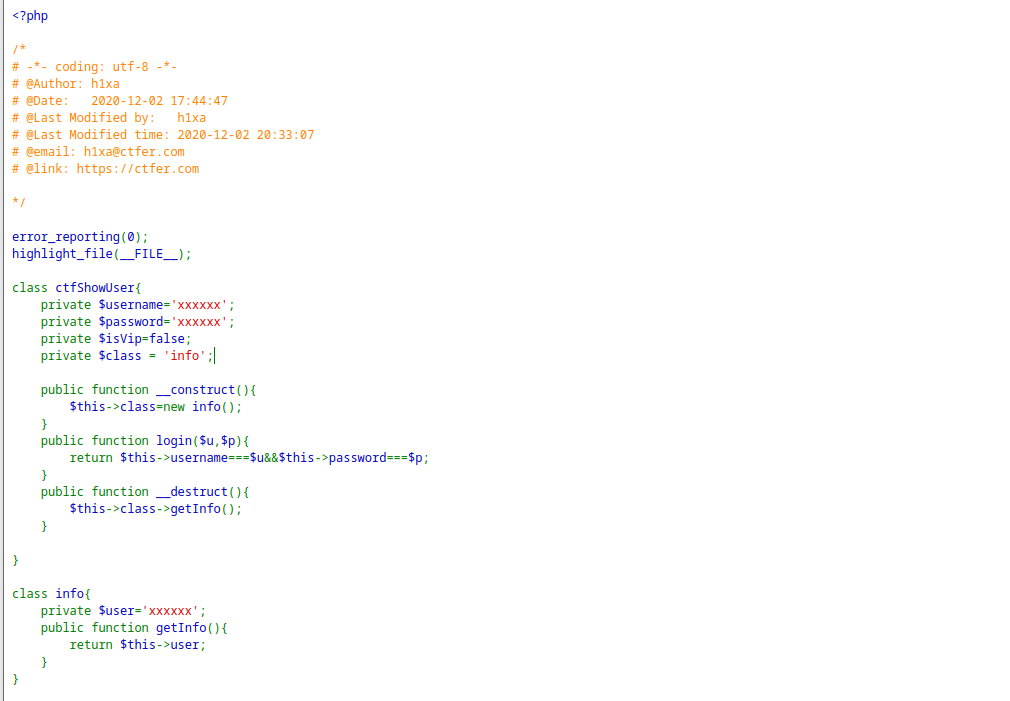 <?php
/*
# -*- coding: utf-8 -*-
# @Author: h1xa
# @Date:   2020-12-02 17:44:47
# @Last Modified by:   h1xa
# @Last Modified time: 2020-12-02 20:33:07
# @email: h1xa@ctfer.com
# @link: https://ctfer.com
*/
error_reporting(0);
highlight_file(__FILE__);
class ctfShowUser{
    private $username='xxxxxx';
    private $password='xxxxxx';
    private $isVip=false;
    private $class = 'info';
    public function __construct(){
        $this->class=new info();
    }
    public function login($u,$p){
        return $this->username===$u&&$this->password===$p;
    }
    public function __destruct(){
        $this->class->getInfo();
    }
}
class info{
    private $user='xxxxxx';
    public function getInfo(){
        return $this->user;
    }
}